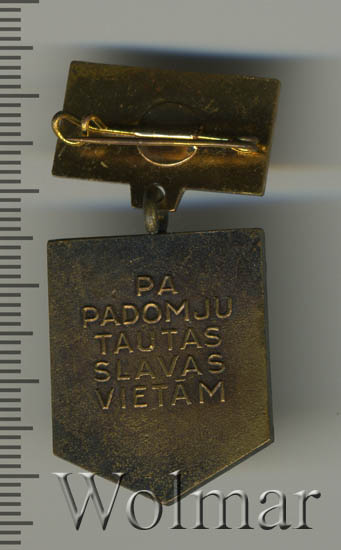 PA
PADOMJU
TAUTAS
SLAVAS
VIETĀM
Wolmar